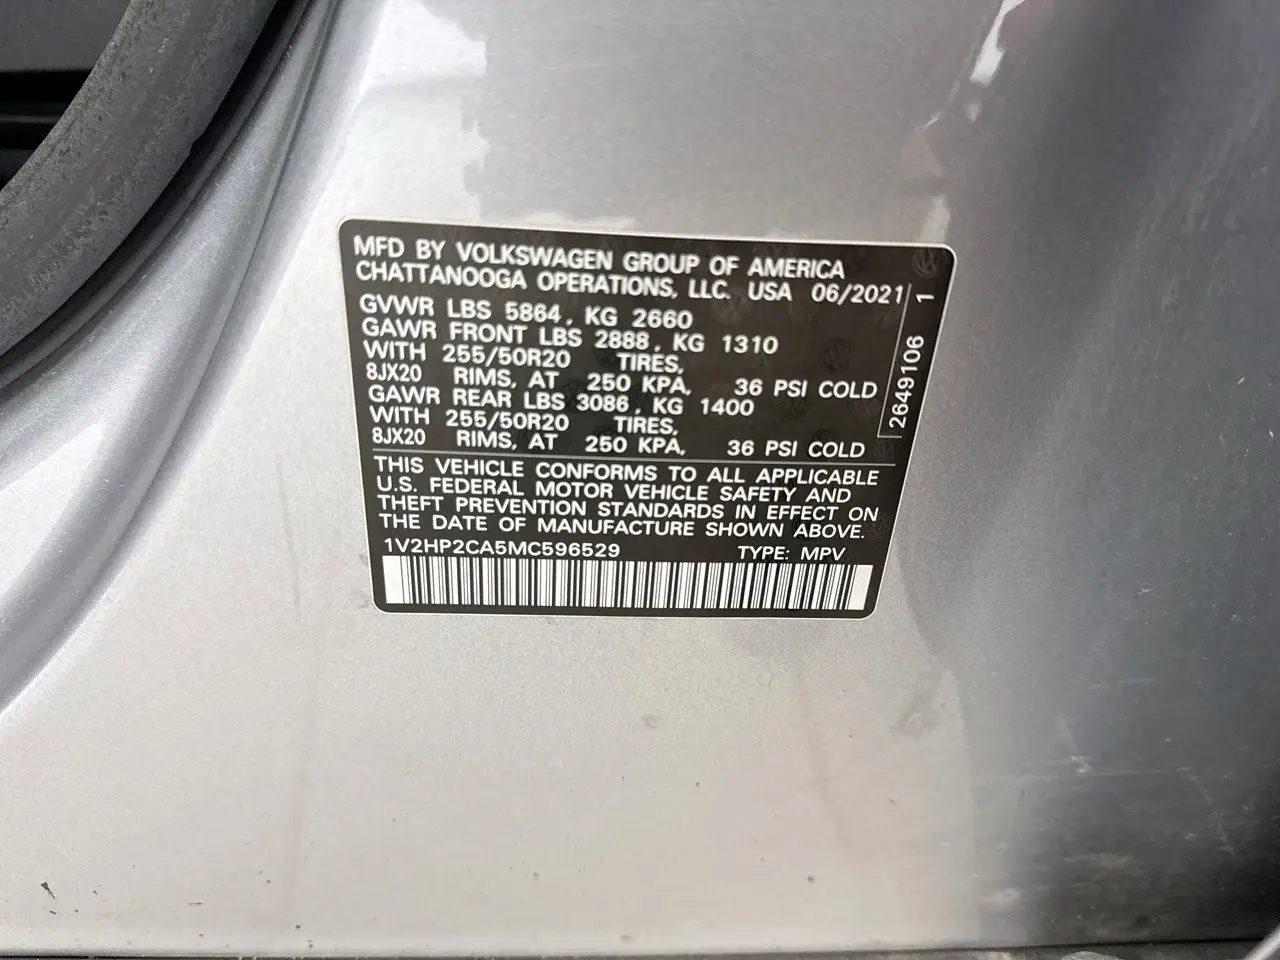 MFD BY VOLKSWAGEN GROUP OF AMERICA
CHATTANOOGA OPERATIONS, LLC. USA 06/2021
GVWR LBS 5864, KG 2660
GAWR FRONT LBS 2888, KG 1310
WITH 255/50R20 TIRES,
8JX20 RIMS, AT 250 KPA, 36 PSI COLD
GAWR REAR LBS 3086, KG 1400
WITH 255/50R20 TIRES,
8JX20 RIMS, AT 250 KPA, 36 PSI COLD
2649106 1
THIS VEHICLE CONFORMS TO ALL APPLICABLE
U.S. FEDERAL MOTOR VEHICLE SAFETY AND
THEFT PREVENTION STANDARDS IN EFFECT ON
THE DATE OF MANUFACTURE SHOWN ABOVE.
1V2HP2CA5MC596529 TYPE: MPV